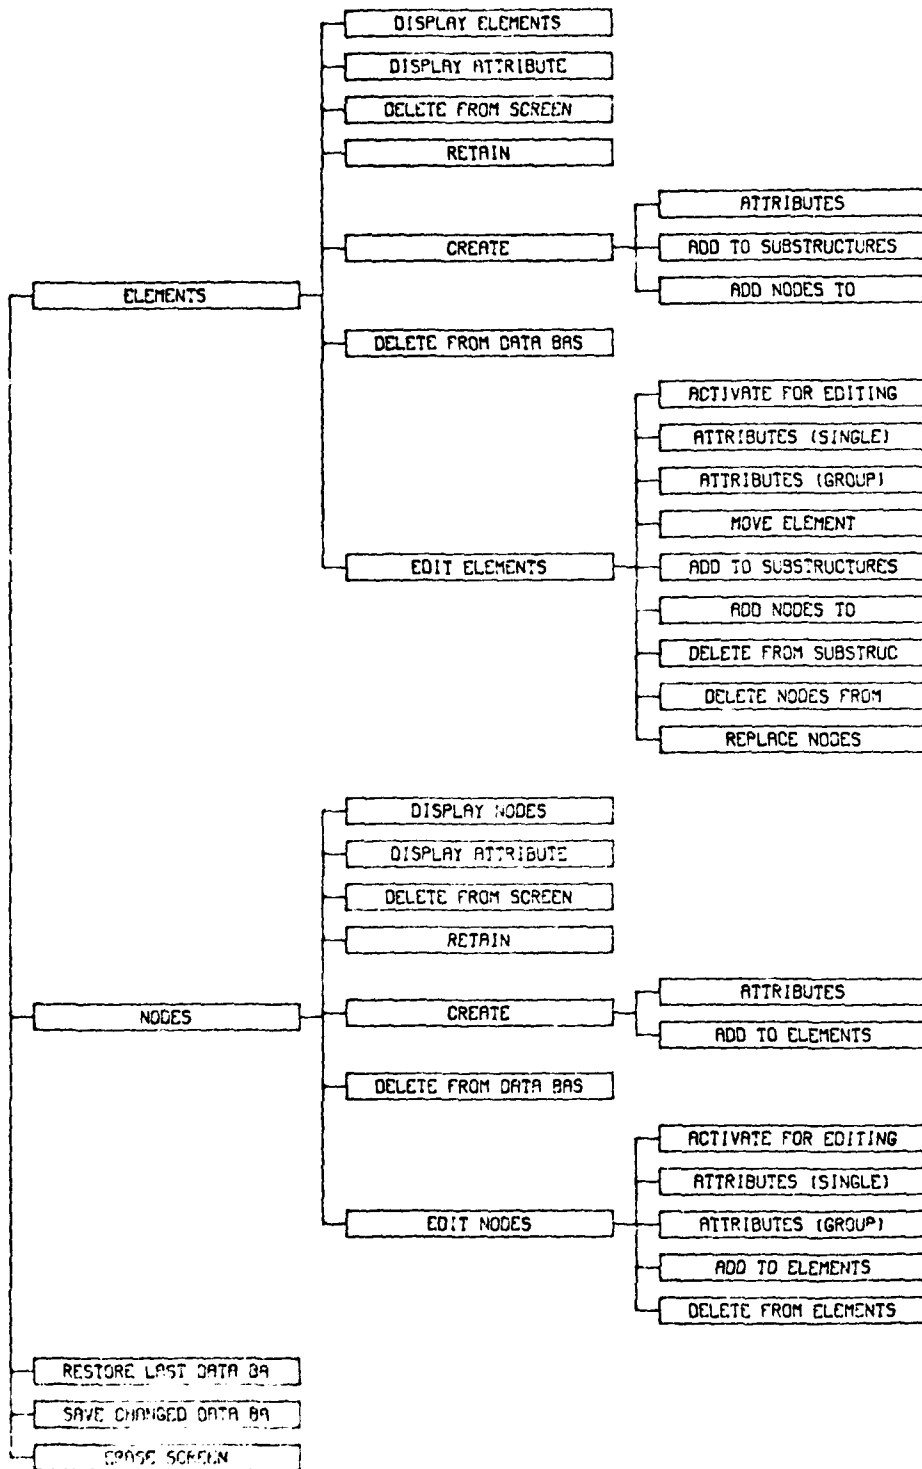 DISPLAY ELEMENTS
DISPLAY ATTRIBUTE
DELETE FROM SCREEN
RETAIN
ATTRIBUTES
CREATE
ADD TO SUBSTRUCTURES
ADD NODES TO
ELEMENTS
DELETE FROM DATA BAS
ACTIVATE FOR EDITING
ATTRIBUTES (SINGLE)
ATTRIBUTES (GROUP)
MOVE ELEMENT
EDIT ELEMENTS
ADD TO SUBSTRUCTURES
ADD NODES TO
DELETE FROM SUBSTRUC
DELETE NODES FROM
REPLACE NODES
DISPLAY NODES
DISPLAY ATTRIBUTE
DELETE FROM SCREEN
RETAIN
ATTRIBUTES
NODES
CREATE
ADD TO ELEMENTS
DELETE FROM DATA BAS
ACTIVATE FOR EDITING
ATTRIBUTES (SINGLE)
EDIT NODES
ATTRIBUTES (GROUP)
ADD TO ELEMENTS
DELETE FROM ELEMENTS
RESTORE LAST DATA BA
SAVE CHANGED DATA BA
ERASE SCREEN